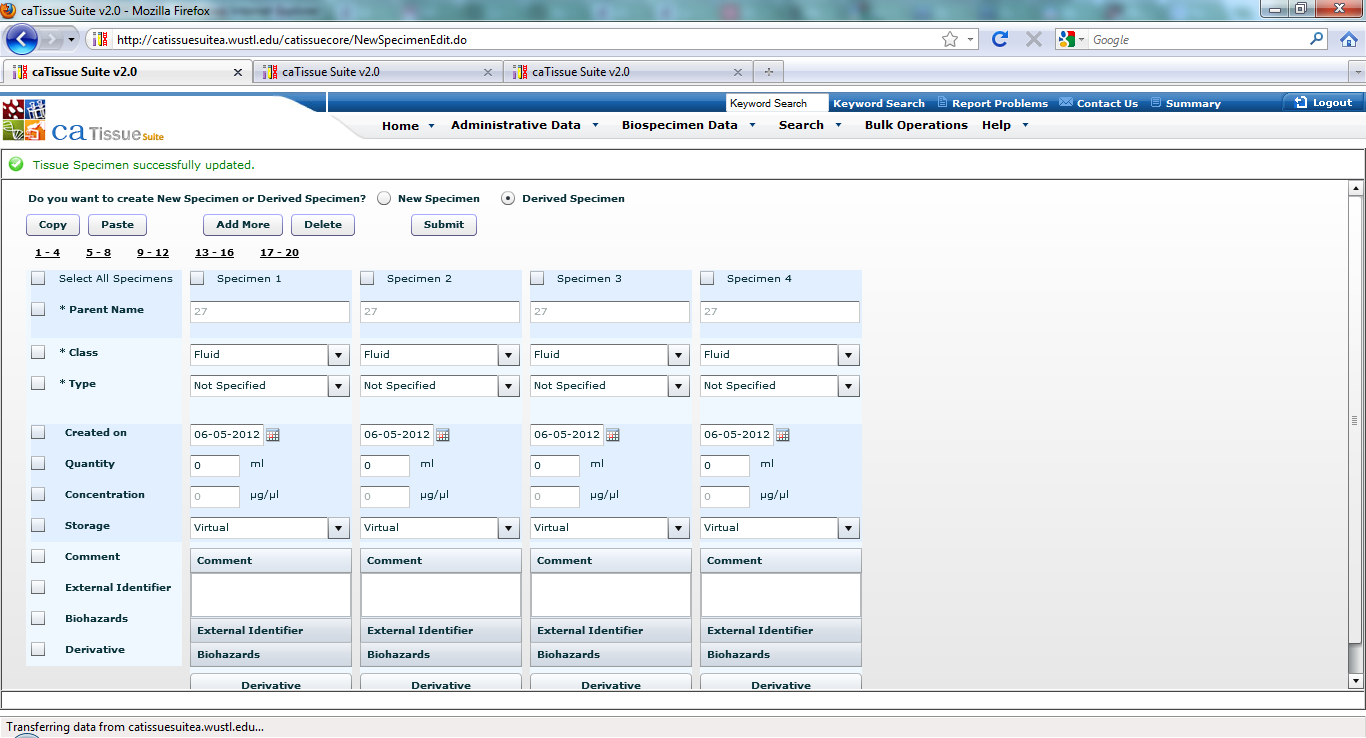 caTissue Suite v2.0 - Mozilla Firefox
http://catissuesuitea.wustl.edu/catissuecore/NewSpecimenEdit.do
Google
caTissue Suite v2.0 caTissue Suite v2.0 caTissue Suite v2.0
Keyword Search Keyword Search Report Problems Contact Us Summary Logout
ca Tissue Suite
Home Administrative Data Biospecimen Data Search Bulk Operations Help
Tissue Specimen successfully updated.
Do you want to create New Specimen or Derived Specimen? New Specimen Derived Specimen
Copy Paste Add More Delete Submit
1 - 4 5 - 8 9 - 12 13 - 16 17 - 20
Select All Specimens Specimen 1 Specimen 2 Specimen 3 Specimen 4
* Parent Name 27 27 27 27
* Class Fluid Fluid Fluid Fluid
* Type Not Specified Not Specified Not Specified Not Specified
Created on 06-05-2012 06-05-2012 06-05-2012 06-05-2012
Quantity 0 ml 0 ml 0 ml 0 ml
Concentration 0 µg/µl 0 µg/µl 0 µg/µl 0 µg/µl
Storage Virtual Virtual Virtual Virtual
Comment Comment Comment Comment Comment
External Identifier
Biohazards External Identifier External Identifier External Identifier External Identifier
Derivative Biohazards Biohazards Biohazards Biohazards
Derivative Derivative Derivative Derivative
Transferring data from catissuesuitea.wustl.edu...